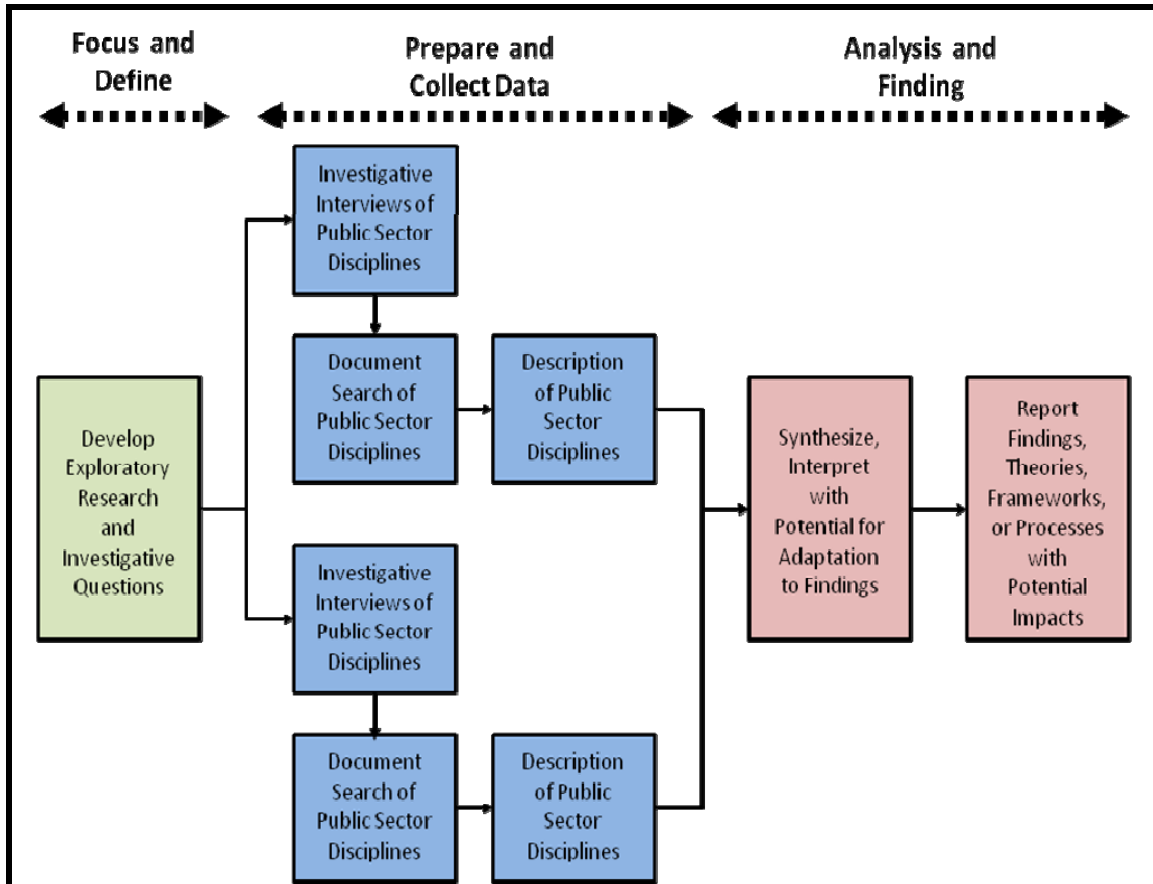 Focus and
Define
Prepare and
Collect Data
Analysis and
Finding
Investigative
Interviews of
Public Sector
Disciplines
Document
Search of
Public Sector
Disciplines
Description
of Public
Sector
Disciplines
Develop
Exploratory
Research
and
Investigative
Questions
Investigative
Interviews of
Public Sector
Disciplines
Document
Search of
Public Sector
Disciplines
Description
of Public
Sector
Disciplines
Synthesize,
Interpret
with
Potential for
Adaptation
to Findings
Report
Findings,
Theories,
Frameworks,
or Processes
with
Potential
Impacts